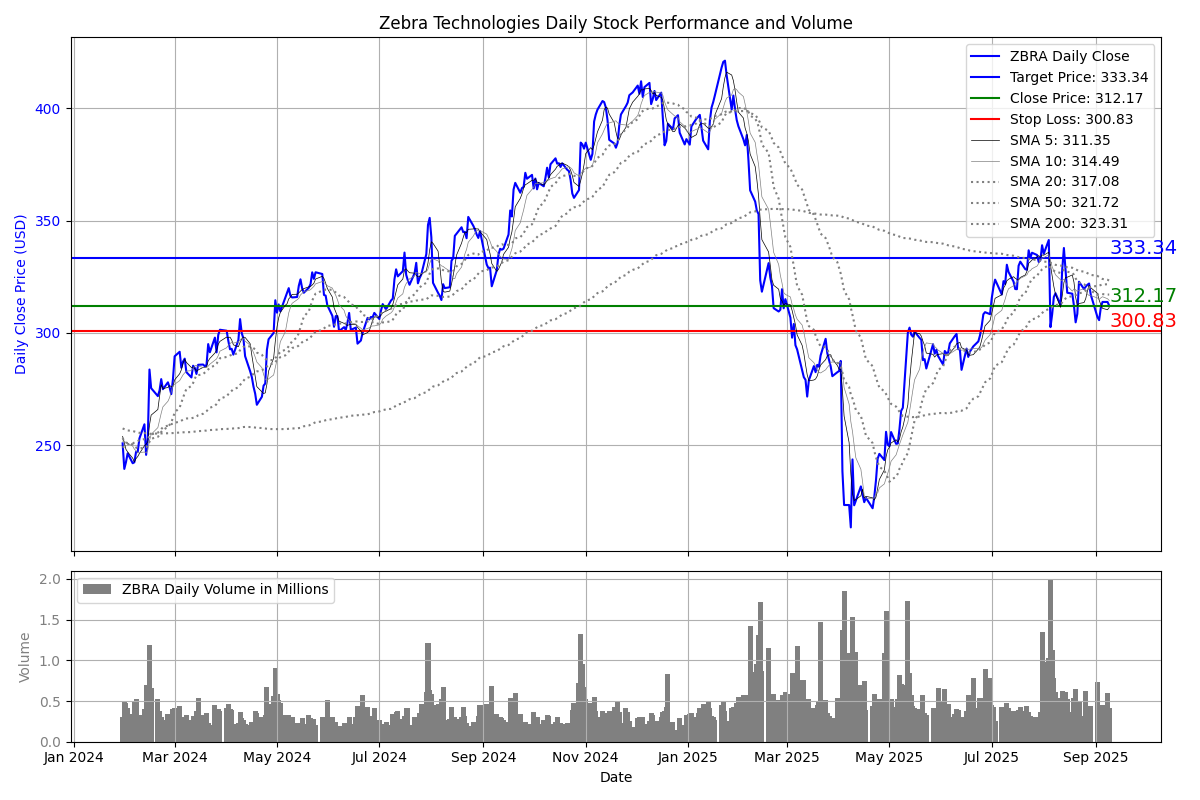 Zebra Technologies Daily Stock Performance and Volume
Daily Close Price (USD)
400
350
300
250
ZBRA Daily Close
Target Price: 333.34
Close Price: 312.17
Stop Loss: 300.83
SMA 5: 311.35
SMA 10: 314.49
SMA 20: 317.08
SMA 50: 321.72
SMA 200: 323.31
333.34
312.17
300.83
Volume
2.0
1.5
1.0
0.5
0.0
ZBRA Daily Volume in Millions
Jan 2024 Mar 2024 May 2024 Jul 2024 Sep 2024 Nov 2024 Jan 2025 Mar 2025 May 2025 Jul 2025 Sep 2025
Date